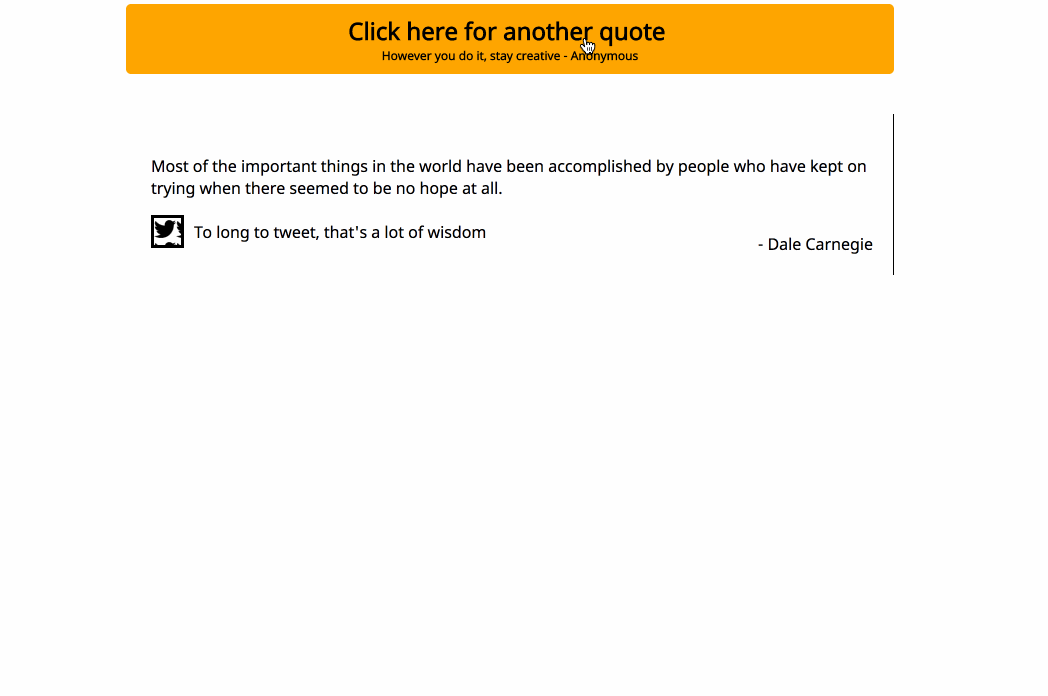 Click here for another quote
However you do it, stay creative - Anonymous
Most of the important things in the world have been accomplished by people who have kept on
trying when there seemed to be no hope at all.
To long to tweet, that's a lot of wisdom
- Dale Carnegie